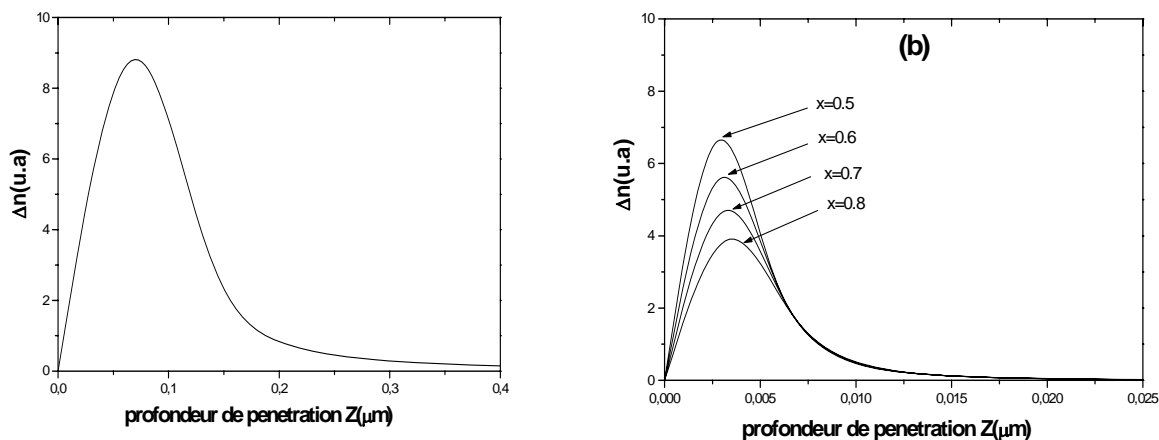 10
8
6
4
2
0
0,0 0,1 0,2 0,3 0,4
Δn(u.a)
profondeur de penetration Z(μm)
(b)
10
8
6
4
2
0
0,000 0,005 0,010 0,015 0,020 0,025
x=0.5
x=0.6
x=0.7
x=0.8
Δn(u.a)
profondeur de penetration Z(μm)